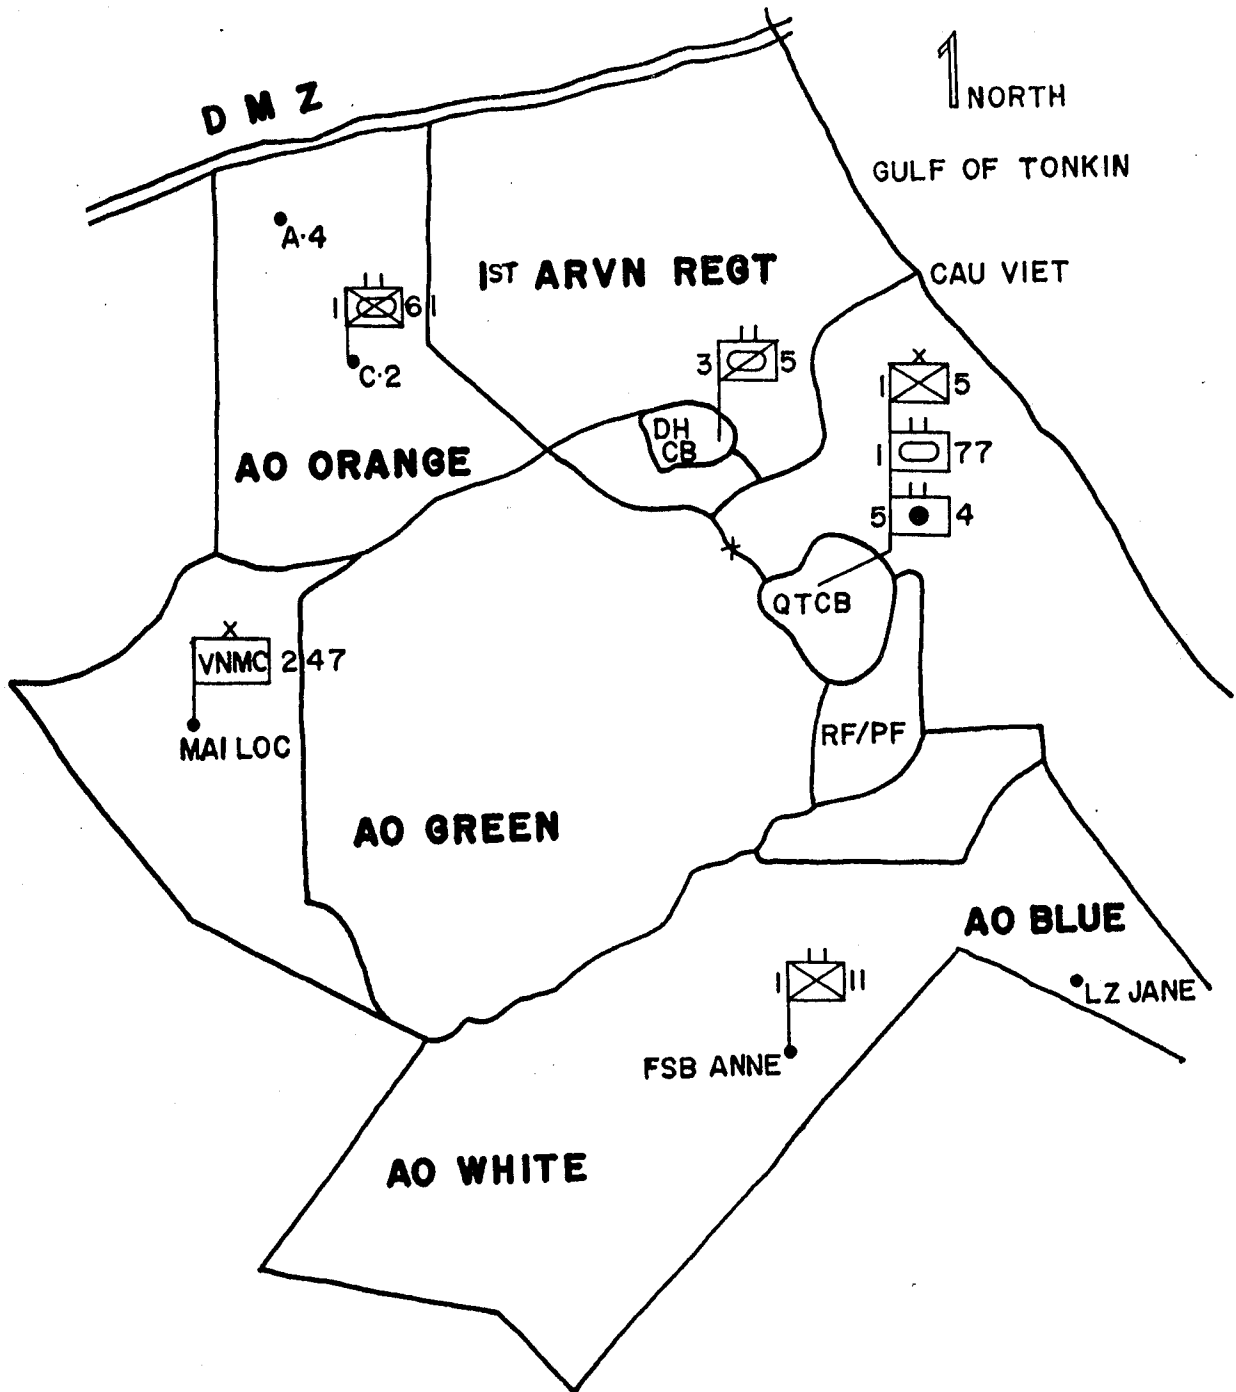 DMZ
NORTH
GULF OF TONKIN
A·4
1ST ARVN REGT
CAU VIET
1 61
C·2
3 5
1 5
DH
CB
1 77
AO ORANGE
5 4
QTCB
VNMC 247
MAI LOC
RF/PF
AO GREEN
AO BLUE
1 11
LZ JANE
FSB ANNE
AO WHITE